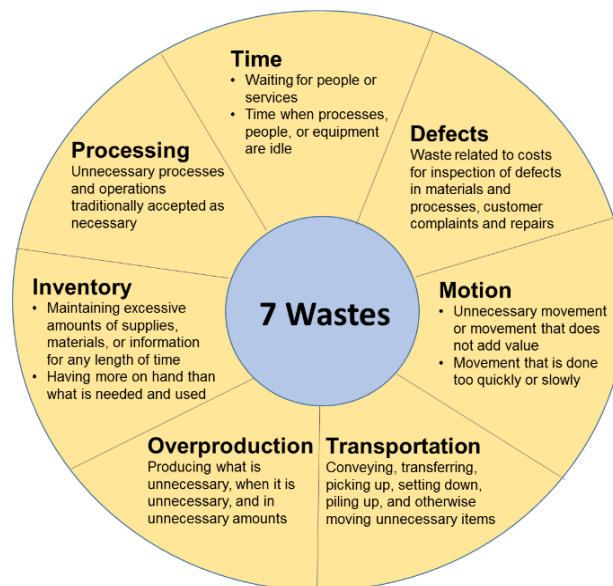 Time
• Waiting for people or
services
• Time when processes,
people, or equipment
are idle
Defects
Waste related to costs
for inspection of defects
in materials and
processes, customer
complaints and repairs
Motion
• Unnecessary movement
or movement that does
not add value
• Movement that is done
too quickly or slowly
Transportation
Conveying, transferring,
picking up, setting down,
piling up, and otherwise
moving unnecessary items
Overproduction
Producing what is
unnecessary, when it is
unnecessary, and in
unnecessary amounts
Inventory
• Maintaining excessive
amounts of supplies,
materials, or information
for any length of time
• Having more on hand than
what is needed and used
Processing
Unnecessary processes
and operations
traditionally accepted as
necessary
7 Wastes